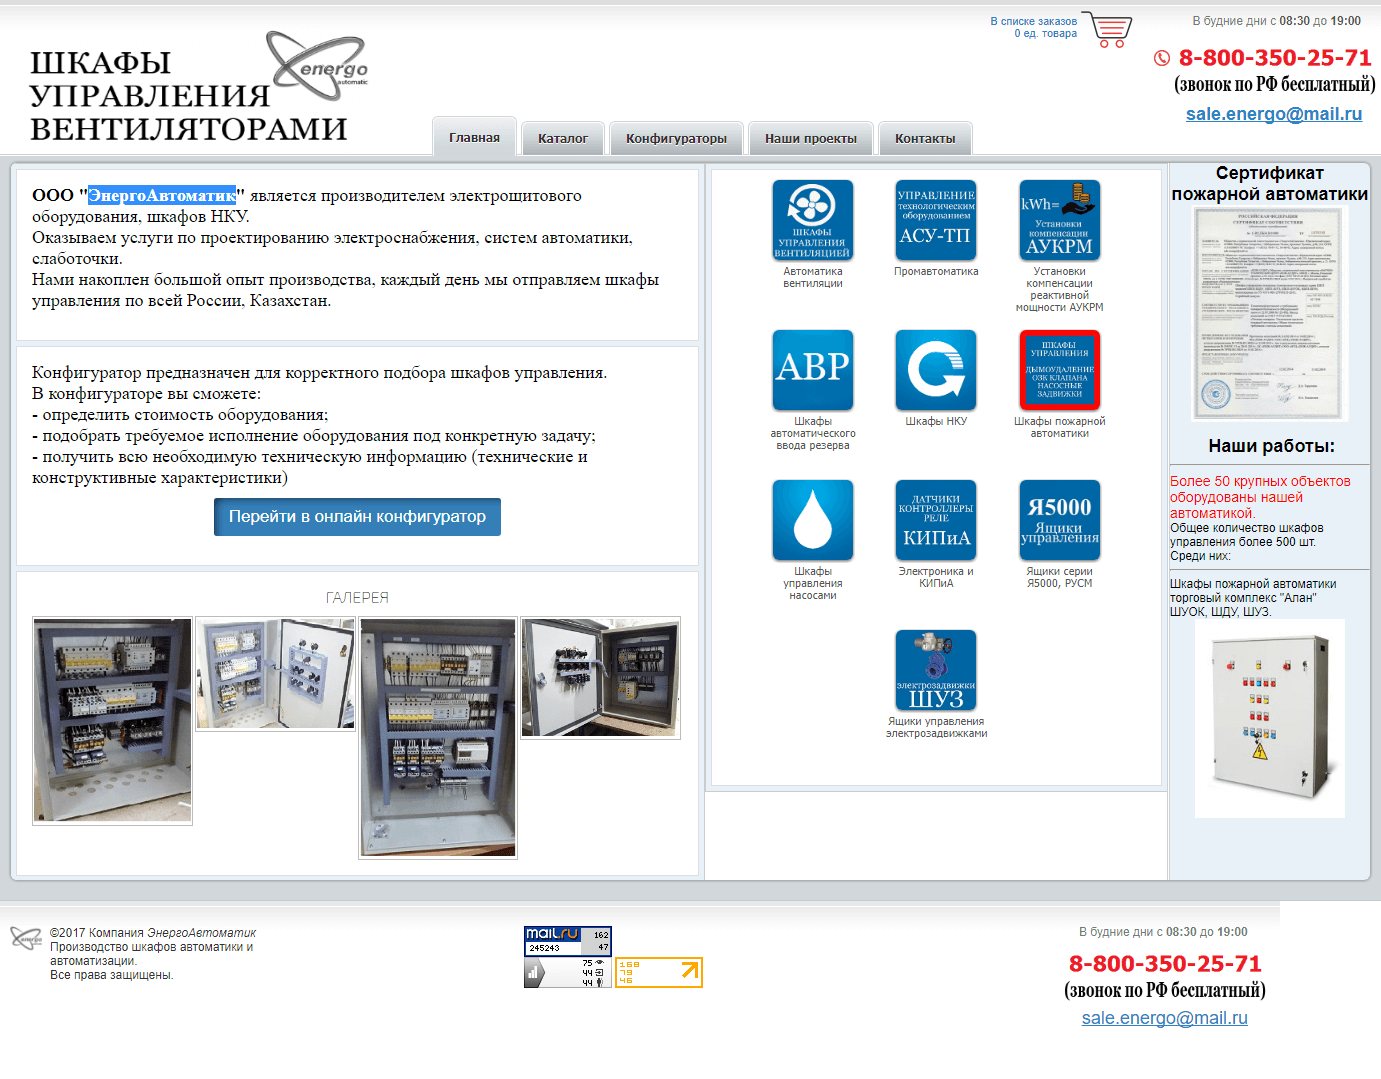 В списке заказов
0 ед. товара
В будние дни с 08:30 до 19:00
8-800-350-25-71
(звонок по РФ бесплатный)
sale.energo@mail.ru
ШКАФЫ
УПРАВЛЕНИЯ
ВЕНТИЛЯТОРАМИ
energo
automatic
Главная
Каталог
Конфигураторы
Наши проекты
Контакты
ООО "ЭнергоАвтоматик" является производителем электрощитового
оборудования, шкафов НКУ.
Оказываем услуги по проектированию электроснабжения, систем автоматики,
слаботочки.
Нами накоплен большой опыт производства, каждый день мы отправляем шкафы
управления по всей России, Казахстан.
Конфигуратор предназначен для корректного подбора шкафов управления.
В конфигураторе вы сможете:
- определить стоимость оборудования;
- подобрать требуемое исполнение оборудования под конкретную задачу;
- получить всю необходимую техническую информацию (технические и
конструктивные характеристики)
Перейти в онлайн конфигуратор
ГАЛЕРЕЯ
ШКАФЫ
УПРАВЛЕНИЯ
ВЕНТИЛЯЦИЕЙ
Автоматика
вентиляции
УПРАВЛЕНИЕ
технологическим
оборудованием
АСУ-ТП
Промавтоматика
kWh=
Установки
компенсации
АУКРМ
Установки
компенсации
реактивной
мощности АУКРМ
АВР
Шкафы
автоматического
ввода резерва
Шкафы НКУ
ШКАФЫ
УПРАВЛЕНИЯ
ДЫМОУДАЛЕНИЕ
ОЗК КЛАПАНА
НАСОСНЫЕ
ЗАДВИЖКИ
Шкафы пожарной
автоматики
Шкафы
управления
насосами
ДАТЧИКИ
КОНТРОЛЛЕРЫ
РЕЛЕ
КИПиА
Электроника и
КИПиА
Я5000
Ящики
управления
Ящики серии
Я5000, РУСМ
электрозадвижки
ШУЗ
Ящики управления
электрозадвижками
Сертификат
пожарной автоматики
РОССИЙСКАЯ ФЕДЕРАЦИЯ
СЕРТИФИКАТ СООТВЕТСТВИЯ
Наши работы:
Более 50 крупных объектов
оборудованы нашей
автоматикой.
Общее количество шкафов
управления более 500 шт.
Среди них:
Шкафы пожарной автоматики
торговый комплекс "Алан"
ШУОК, ШДУ, ШУЗ.
energo
©2017 Компания ЭнергоАвтоматик
Производство шкафов автоматики и
автоматизации.
Все права защищены.
mail.ru
162
245243
47
75
44
44
168
79
46
В будние дни с 08:30 до 19:00
8-800-350-25-71
(звонок по РФ бесплатный)
sale.energo@mail.ru